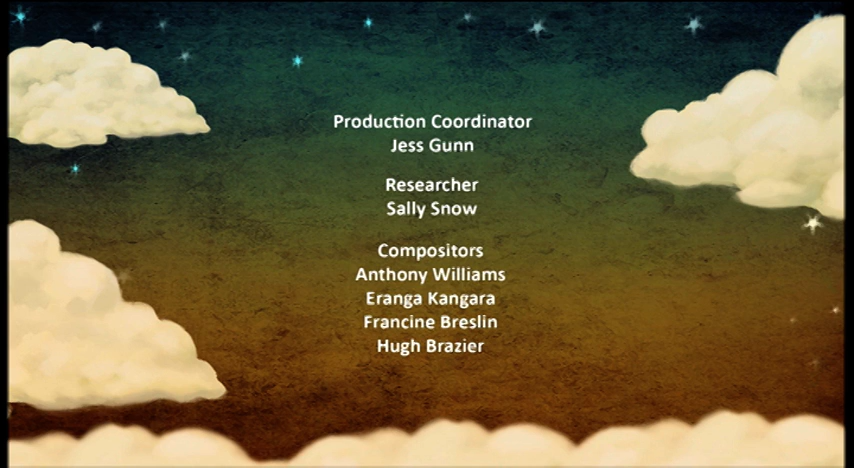 Production Coordinator
Jess Gunn
Researcher
Sally Snow
Compositors
Anthony Williams
Eranga Kangara
Francine Breslin
Hugh Brazier